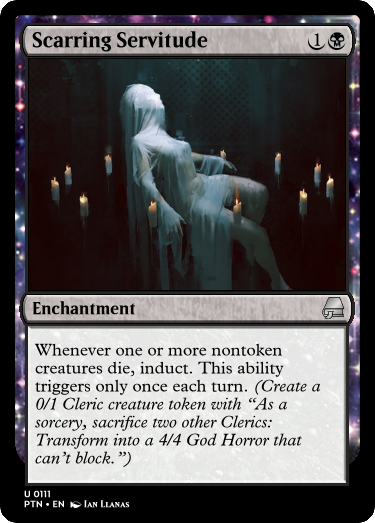 Scarring Servitude 1
Enchantment
Whenever one or more nontoken
creatures die, induct. This ability
triggers only once each turn. (Create a
0/1 Cleric creature token with “As a
sorcery, sacrifice two other Clerics:
Transform into a 4/4 God Horror that
can’t block.”)
U 0111
PTN • EN Ian Llanas